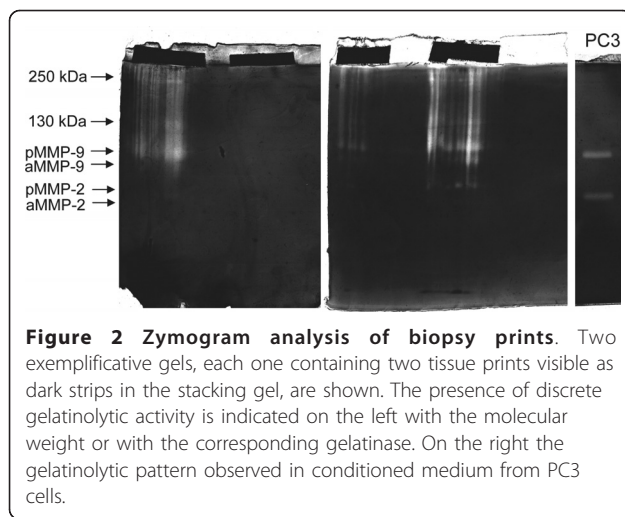 PC3
250 kDa
130 kDa
pMMP-9
aMMP-9
pMMP-2
aMMP-2
Figure 2 Zymogram analysis of biopsy prints. Two
exemplificative gels, each one containing two tissue prints visible as
dark strips in the stacking gel, are shown. The presence of discrete
gelatinolytic activity is indicated on the left with the molecular
weight or with the corresponding gelatinase. On the right the
gelatinolytic pattern observed in conditioned medium from PC3
cells.